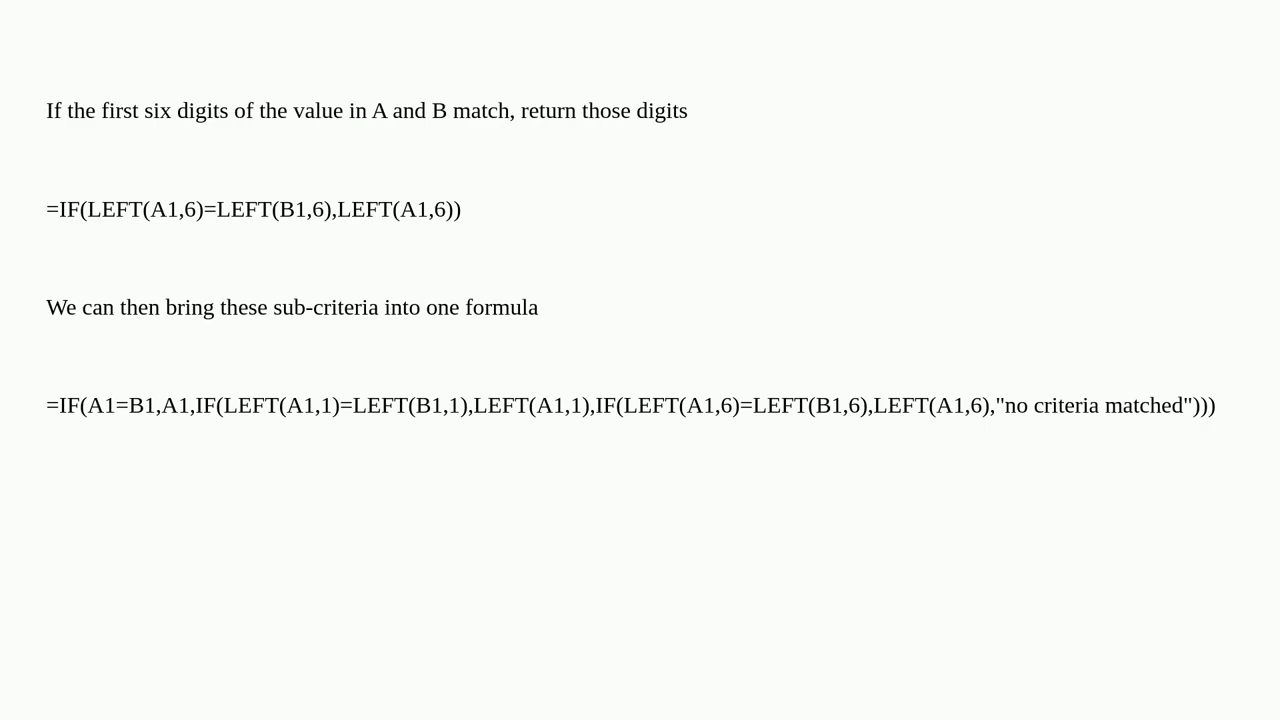 If the first six digits of the value in A and B match, return those digits
=IF(LEFT(A1,6)=LEFT(B1,6),LEFT(A1,6))
We can then bring these sub-criteria into one formula
=IF(A1=B1,A1,IF(LEFT(A1,1)=LEFT(B1,1),LEFT(A1,1),IF(LEFT(A1,6)=LEFT(B1,6),LEFT(A1,6),"no criteria matched")))